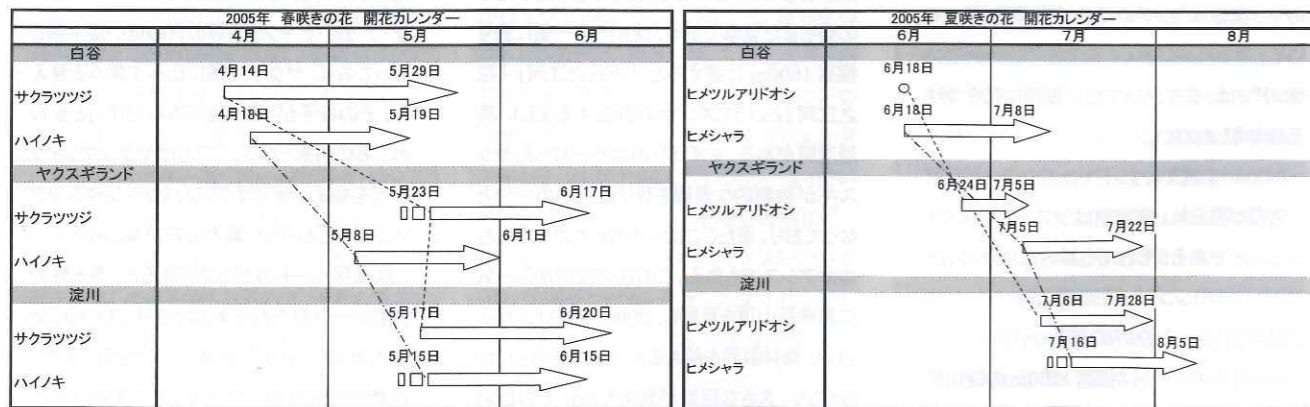 2005年 春咲きの花 開花カレンダー
4月 5月 6月
白谷
4月14日 5月29日
サクラツツジ
4月18日 5月19日
ハイノキ
ヤクスギランド
5月23日 6月17日
サクラツツジ
5月8日 6月1日
ハイノキ
淀川
5月17日 6月20日
サクラツツジ
5月15日 6月15日
ハイノキ
2005年 夏咲きの花 開花カレンダー
6月 7月 8月
白谷
6月18日
ヒメツルアリドオシ
6月18日 7月8日
ヒメシャラ
ヤクスギランド
6月24日 7月5日
ヒメツルアリドオシ
7月5日 7月22日
ヒメシャラ
淀川
7月6日 7月28日
ヒメツルアリドオシ
7月16日 8月5日
ヒメシャラ